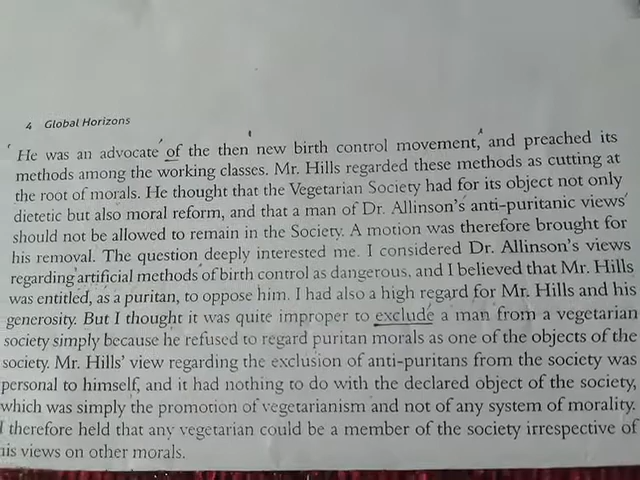 4 Global Horizons
He was an advocate of the then new birth control movement, and preached its
methods among the working classes. Mr. Hills regarded these methods as cutting at
the root of morals. He thought that the Vegetarian Society had for its object not only
dietetic but also moral reform, and that a man of Dr. Allinson's anti-puritanic views
should not be allowed to remain in the Society. A motion was therefore brought for
his removal. The question deeply interested me. I considered Dr. Allinson's views
regarding artificial methods of birth control as dangerous, and I believed that Mr. Hills
was entitled, as a puritan, to oppose him. I had also a high regard for Mr. Hills and his
generosity. But I thought it was quite improper to exclude a man from a vegetarian
society simply because he refused to regard puritan morals as one of the objects of the
society. Mr. Hills' view regarding the exclusion of anti-puritans from the society was
personal to himself, and it had nothing to do with the declared object of the society,
which was simply the promotion of vegetarianism and not of any system of morality.
I therefore held that any vegetarian could be a member of the society irrespective of
his views on other morals.